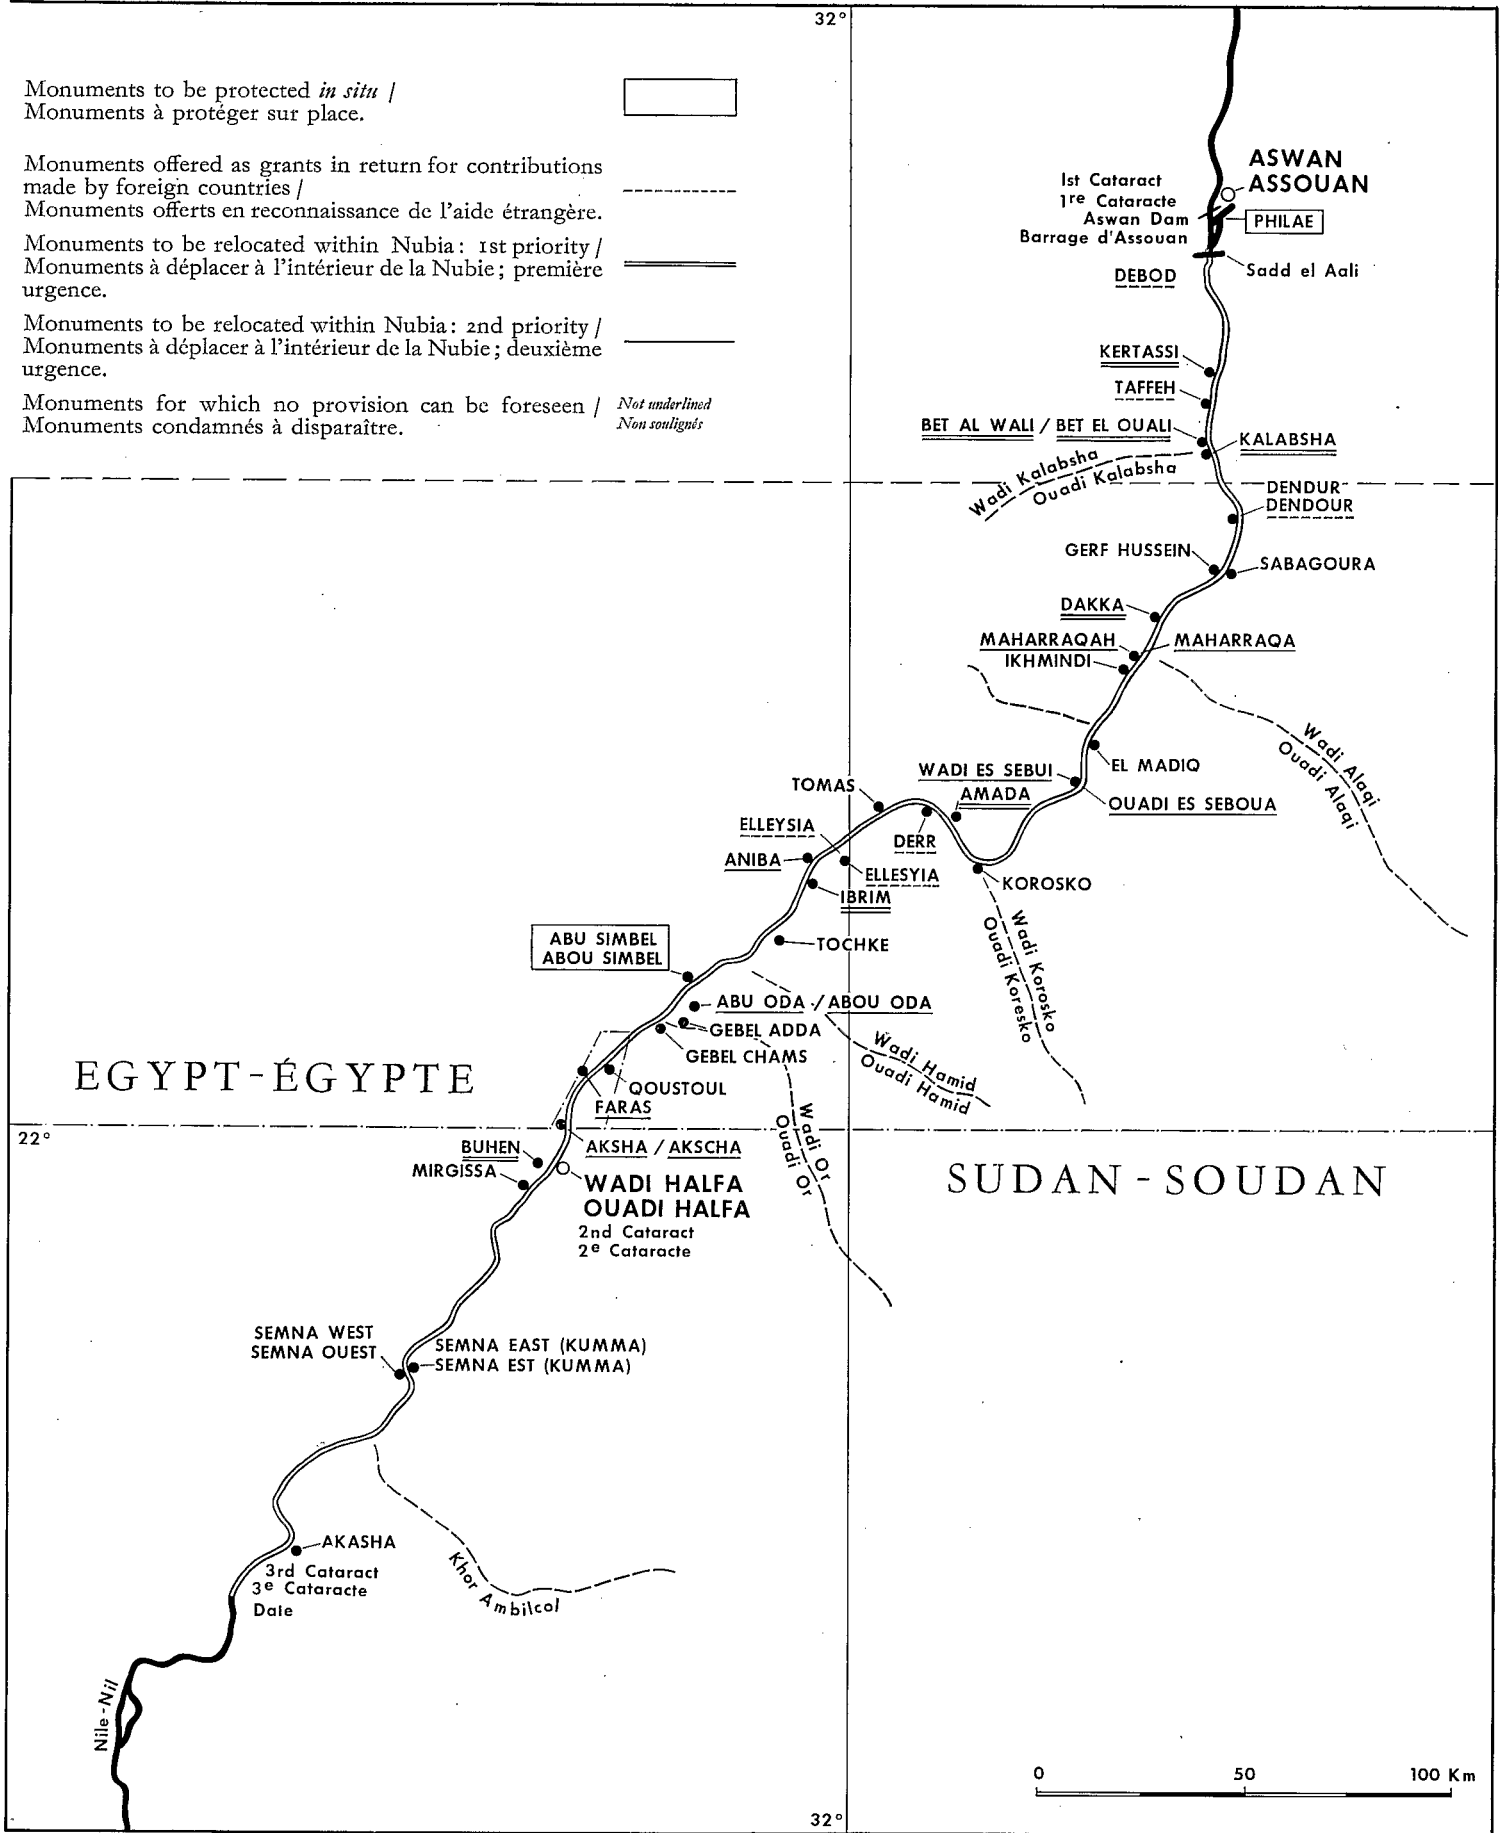 32°
Monuments to be protected in situ /
Monuments à protéger sur place.
Monuments offered as grants in return for contributions
made by foreign countries /
Monuments offerts en reconnaissance de l'aide étrangère.
Monuments to be relocated within Nubia: 1st priority /
Monuments à déplacer à l'intérieur de la Nubie; première
urgence.
Monuments to be relocated within Nubia: 2nd priority /
Monuments à déplacer à l'intérieur de la Nubie; deuxième
urgence.
Monuments for which no provision can be foreseen /
Monuments condamnés à disparaître.
Not underlined
Non soulignés
ASWAN
ASSOUAN
1st Cataract
1re Cataracte
Aswan Dam
Barrage d'Assouan
PHILAE
Sadd el Aali
DEBOD
KERTASSI
TAFFEH
BET AL WALI / BET EL OUALI
KALABSHA
Wadi Kalabsha
Ouadi Kalabsha
DENDUR
DENDOUR
GERF HUSSEIN
SABAGOURA
DAKKA
MAHARRAQAH
MAHARRAQA
IKHMINDI
Wadi Alaqi
Ouadi Alaqi
EL MADIQ
WADI ES SEBUI
OUADI ES SEBOUA
TOMAS
AMADA
ELLEYSIA
DERR
ANIBA
ELLESYIA
KOROSKO
IBRIM
Wadi Korosko
Ouadi Koresko
ABU SIMBEL
ABOU SIMBEL
TOCHKE
ABU ODA / ABOU ODA
GEBEL ADDA
GEBEL CHAMS
Wadi Hamid
Ouadi Hamid
EGYPT-ÉGYPTE
QOUSTOUL
FARAS
22°
Wadi Or
Ouadi Or
BUHEN
AKSHA / AKSCHA
MIRGISSA
WADI HALFA
OUADI HALFA
2nd Cataract
2e Cataracte
SUDAN-SOUDAN
SEMNA WEST
SEMNA OUEST
SEMNA EAST (KUMMA)
SEMNA EST (KUMMA)
AKASHA
3rd Cataract
3e Cataracte
Dale
Khor Ambilcol
Nile-Nil
0 50 100 Km
32°